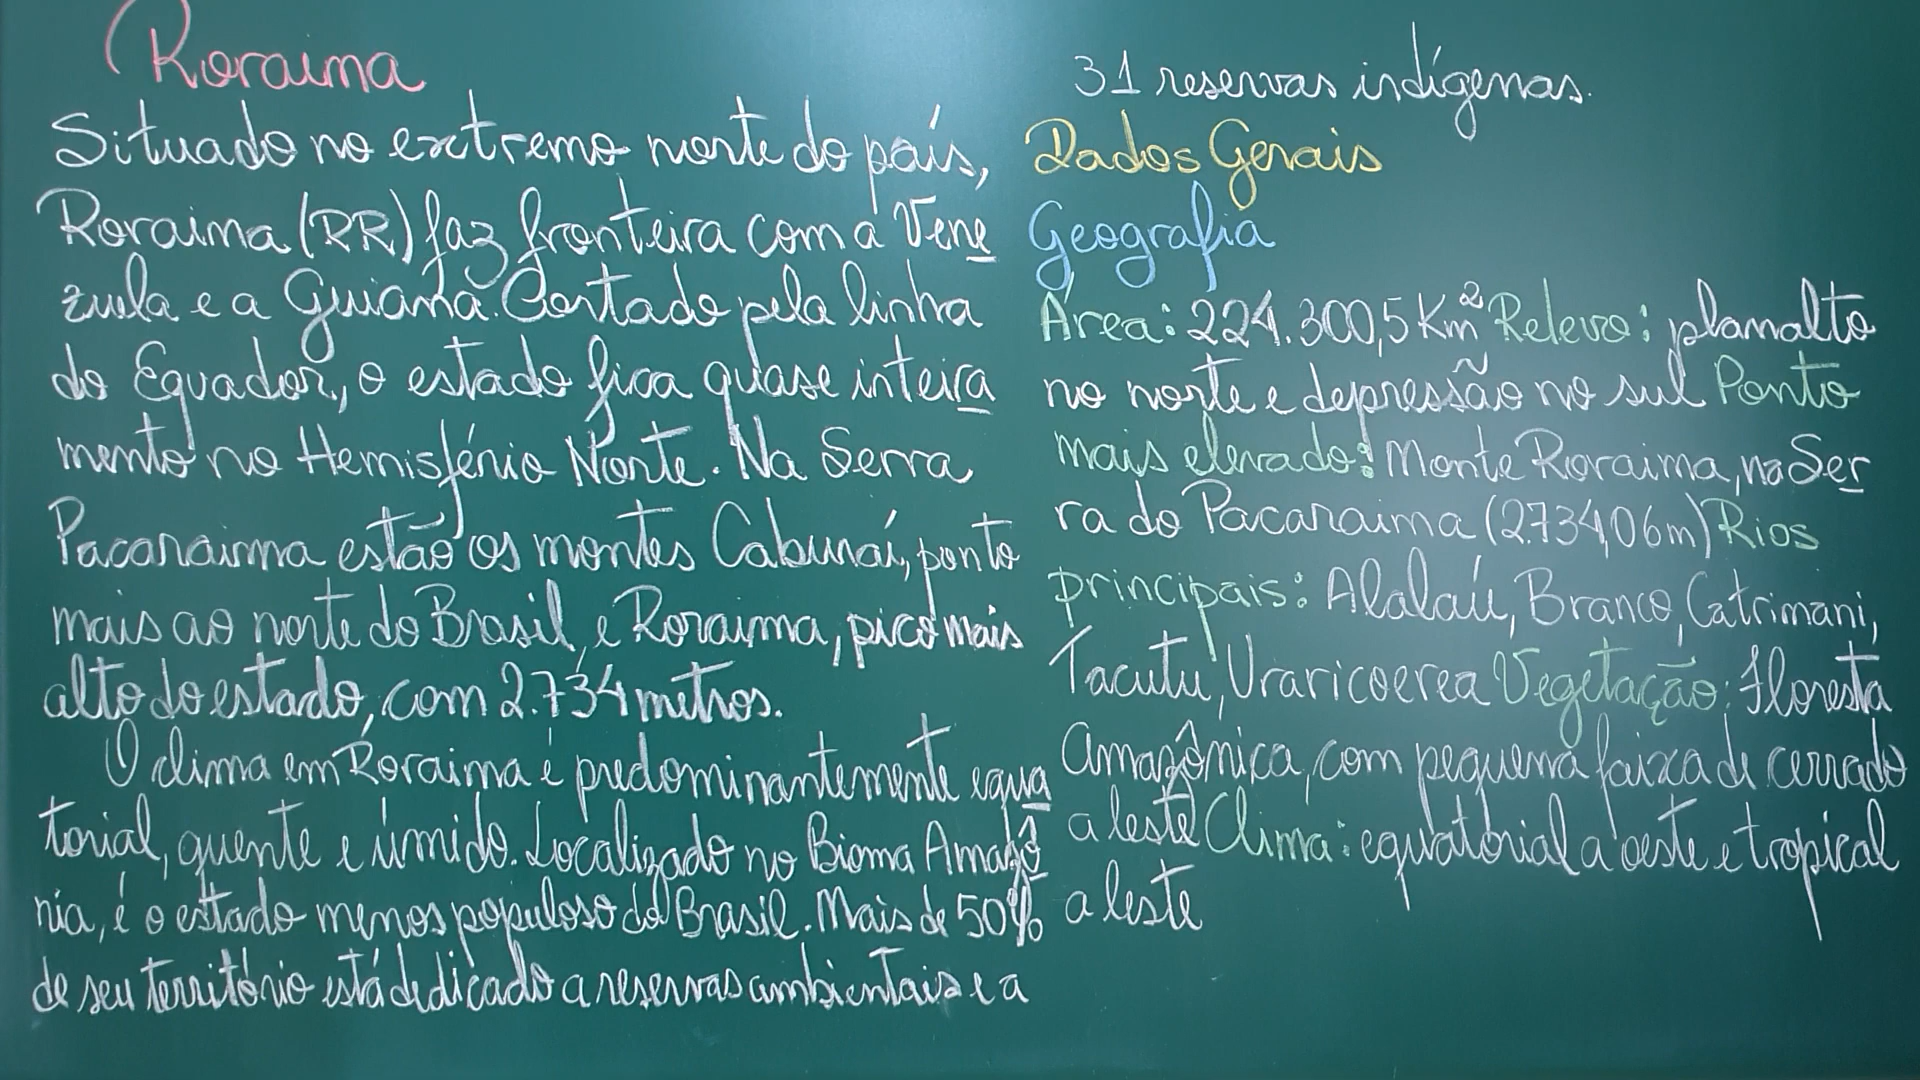 Roraima
Situado no extremo norte do país,
Roraima (RR) faz fronteira com a Vene
zuela e a Guiana. Cortado pela linha
do Equador, o estado fica quase inteira
mente no Hemisfério Norte. Na Serra
Pacaraima estão os montes Caburaí, ponto
mais ao norte do Brasil, e Roraima, pico mais
alto do estado, com 2.734 metros.
O clima em Roraima é predominantemente equa
torial, quente e úmido. Localizado no Bioma Amazô
nia, é o estado menos populoso do Brasil. Mais de 50%
de seu território está dedicado a reservas ambientais e a
31 reservas indígenas.
Dados Gerais
Geografia
Área: 224.300,5 Km² Relevo: planalto
no norte e depressão no sul Ponto
mais elevado: Monte Roraima, na Ser
ra do Pacaraima (2.734,06m) Rios
principais: Alalaú, Branco, Catrimani,
Tacutu, Uraricoerea Vegetação: floresta
Amazônica, com pequena faixa de cerrado
a leste Clima: equatorial a oeste e tropical
a leste